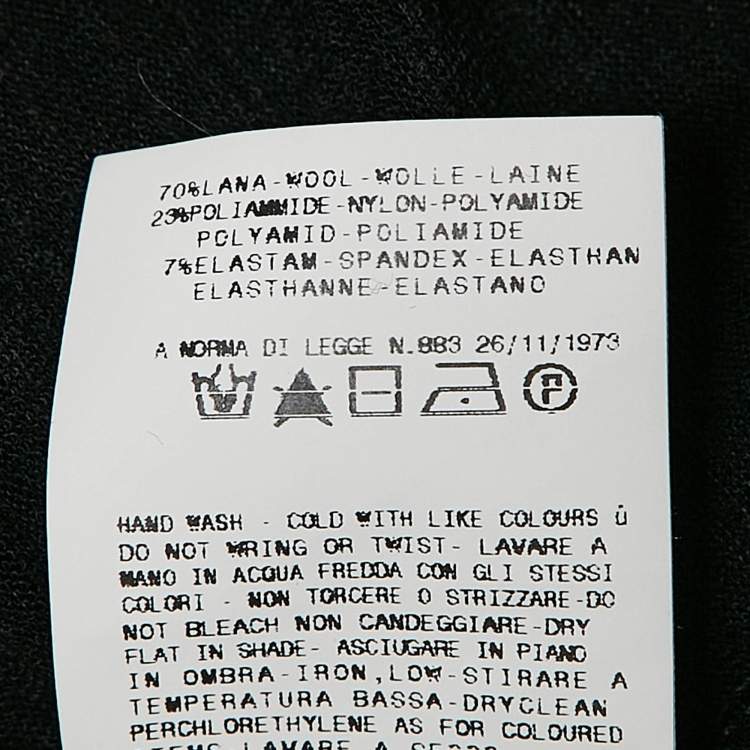 70%LANA-WOOL-WOLLE-LAINE
23%POLIAMMIDE-NYLON-POLYAMIDE
POLYAMID-POLIAMIDE
7%ELASTAM-SPANDEX-ELASTHAN
ELASTHANNE-ELASTANO
A NORMA DI LEGGE N.883 26/11/1973
HAND WASH - COLD WITH LIKE COLOURS ù
DO NOT WRING OR TWIST- LAVARE A
MANO IN ACQUA FREDDA CON GLI STESSI
COLORI - NON TORCERE O STRIZZARE-DO
NOT BLEACH NON CANDEGGIARE-DRY
FLAT IN SHADE- ASCIUGARE IN PIANO
IN OMBRA-IRON,LOW-STIRARE A
TEMPERATURA BASSA-DRYCLEAN
PERCHLORETHYLENE AS FOR COLOURED
ITEMS LAVARE A SECCO